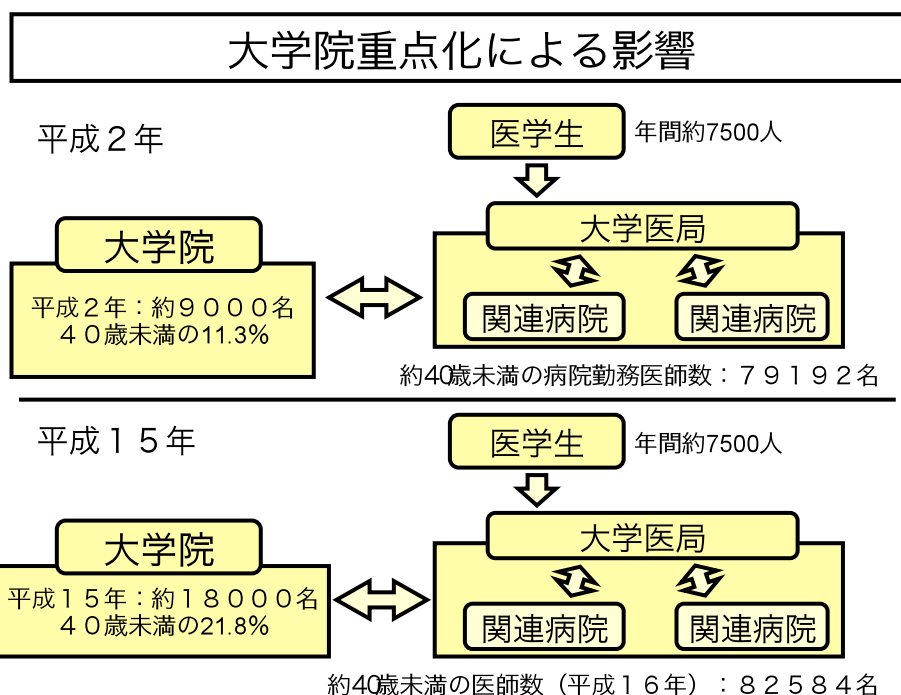 大学院重点化による影響
平成２年
医学生
年間約7500人
大学院
平成２年：約９０００名
４０歳未満の11.3%
大学医局
関連病院
関連病院
約40歳未満の病院勤務医師数：７９１９２名
平成１５年
医学生
年間約7500人
大学院
平成１５年：約１８０００名
４０歳未満の21.8%
大学医局
関連病院
関連病院
約40歳未満の医師数（平成１６年）：８２５８４名